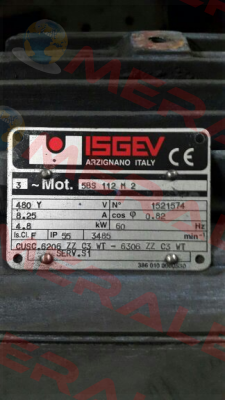 ISGEV
ARZIGNANO ITALY
CE
3 ~Mot. 58S 112 M 2
480 Y V N° 1521574
8.25 A cos φ 0.82
4.8 kW 60 Hz
Is.Cl. F IP 55 3485 min⁻¹
CUSC.6206 ZZ C3 WT - 6306 ZZ C3 WT
SERV.S1